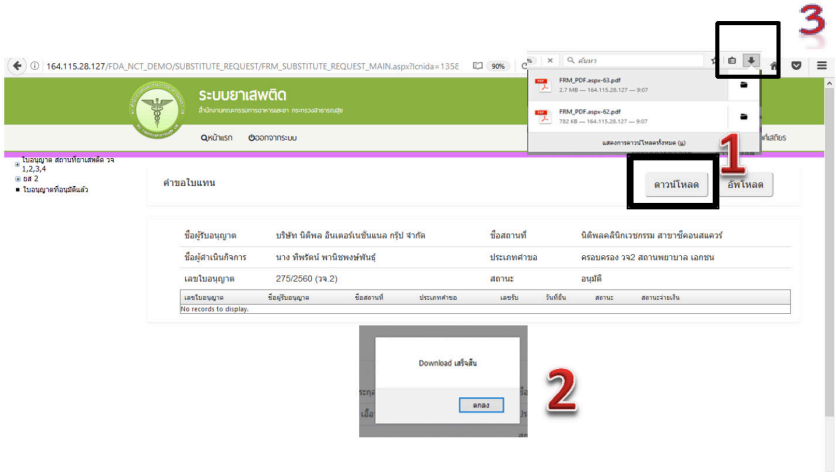 3
164.115.28.127/FDA_NCT_DEMO/SUBSTITUTE_REQUEST/FRM_SUBSTITUTE_REQUEST_MAIN.aspx?lcnida=1358
90%
ค้นหา
FRM_PDF.aspx-63.pdf
2.7 MB — 164.115.28.127 — 9:07
FRM_PDF.aspx-62.pdf
782 KB — 164.115.28.127 — 9:07
แสดงการดาวน์โหลดทั้งหมด (แ)
ระบบยาเสพติด
สำนักงานคณะกรรมการอาหารและยา กระทรวงสาธารณสุข
หน้าแรก ออกจากระบบ
1
ใบอนุญาต สถานที่ยาเสพติด วจ
1,2,3,4
ยส 2
ใบอนุญาตที่อนุมัติแล้ว
คำขอใบแทน
ดาวน์โหลด
อัพโหลด
ชื่อผู้รับอนุญาต บริษัท นิติพล อินเตอร์เนชั่นแนล กรุ๊ป จำกัด ชื่อสถานที่ นิติพลคลินิกเวชกรรม สาขาซีคอนสแควร์
ชื่อผู้ดำเนินกิจการ นาง ทิพรัตน์ พานิชพงษ์พันธุ์ ประเภทคำขอ ครอบครอง วจ2 สถานพยาบาล เอกชน
เลขใบอนุญาต 275/2560 (วจ.2) สถานะ อนุมัติ
เลขใบอนุญาต ชื่อผู้รับอนุญาต ชื่อสถานที่ ประเภทคำขอ เลขรับ วันที่ยื่น สถานะ สถานะจ่ายเงิน
No records to display.
Download เสร็จสิ้น
ตกลง
2